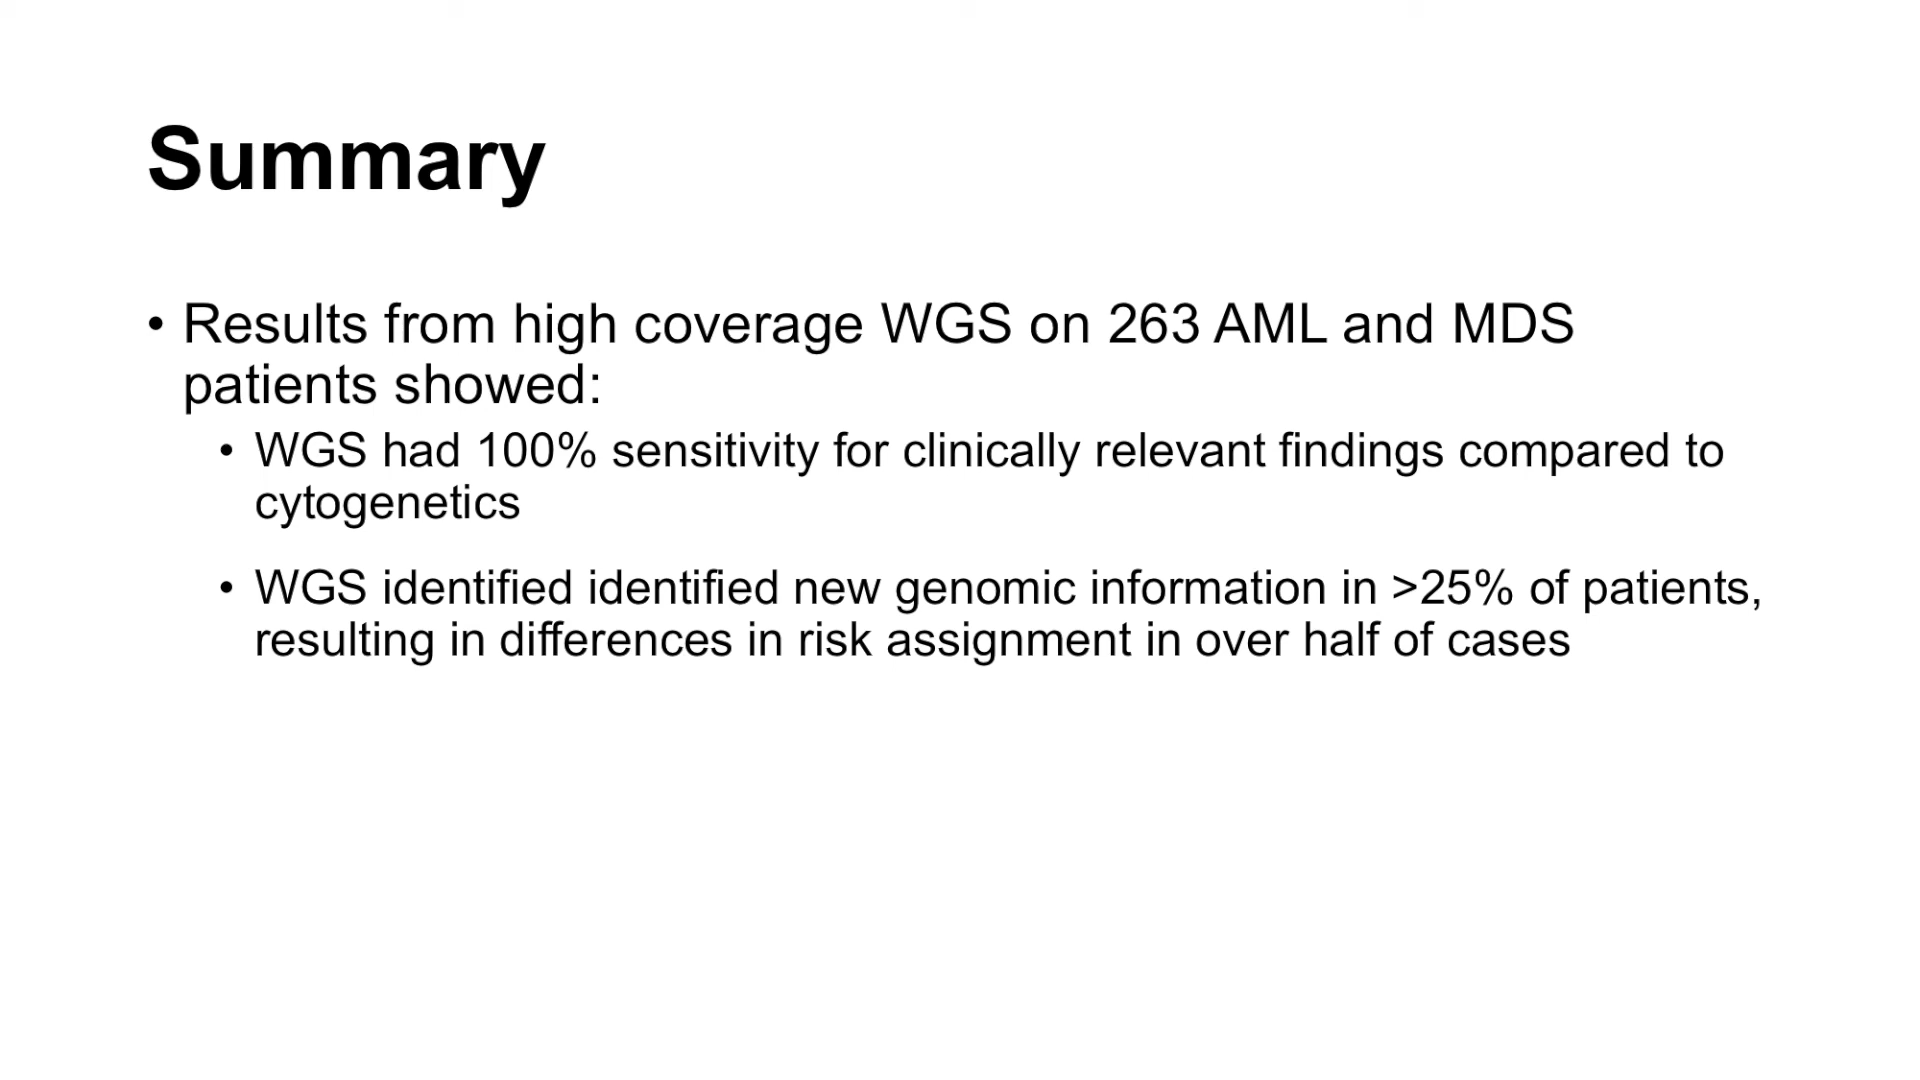 Summary
• Results from high coverage WGS on 263 AML and MDS
patients showed:
• WGS had 100% sensitivity for clinically relevant findings compared to
cytogenetics
• WGS identified identified new genomic information in >25% of patients,
resulting in differences in risk assignment in over half of cases